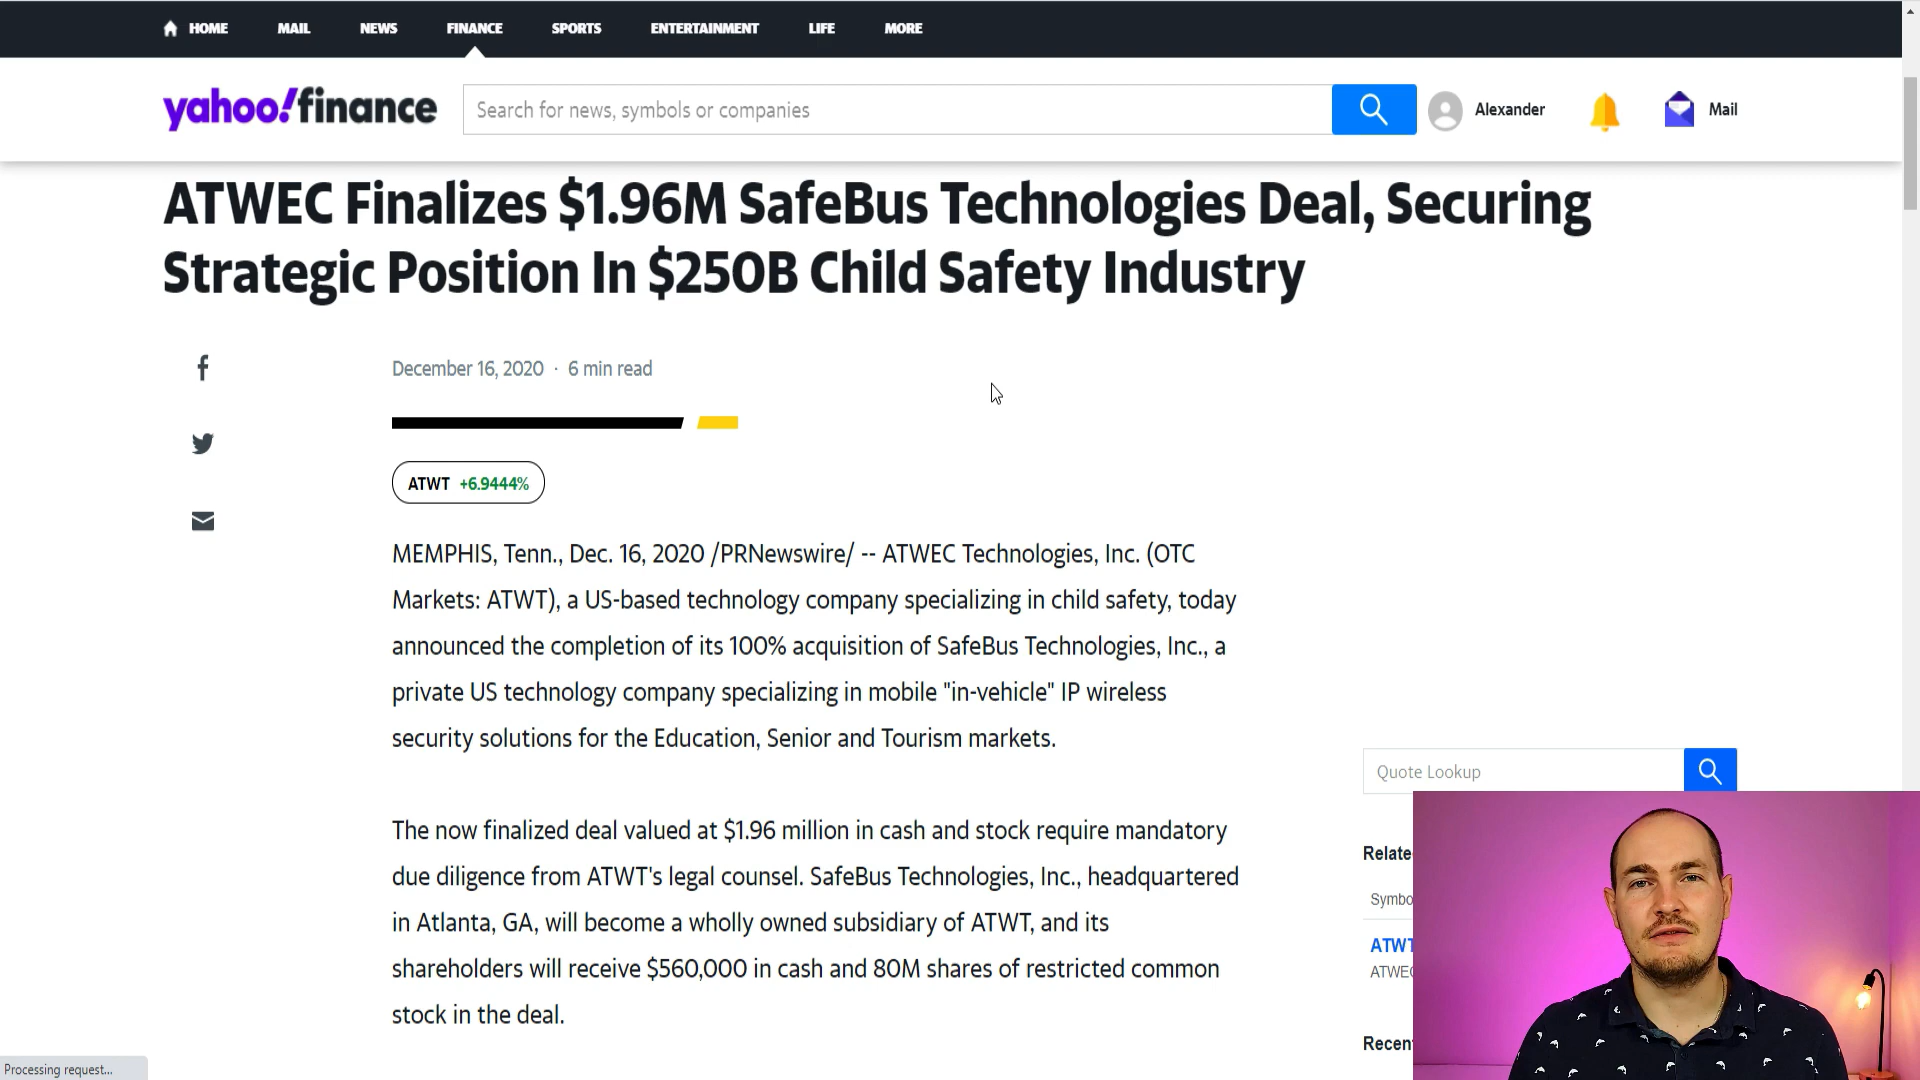 HOME MAIL NEWS FINANCE SPORTS ENTERTAINMENT LIFE MORE
yahoo!finance Search for news, symbols or companies Alexander Mail
ATWEC Finalizes $1.96M SafeBus Technologies Deal, Securing
Strategic Position In $250B Child Safety Industry
December 16, 2020 · 6 min read
ATWT +6.9444%
MEMPHIS, Tenn., Dec. 16, 2020 /PRNewswire/ -- ATWEC Technologies, Inc. (OTC
Markets: ATWT), a US-based technology company specializing in child safety, today
announced the completion of its 100% acquisition of SafeBus Technologies, Inc., a
private US technology company specializing in mobile "in-vehicle" IP wireless
security solutions for the Education, Senior and Tourism markets.
The now finalized deal valued at $1.96 million in cash and stock require mandatory
due diligence from ATWT's legal counsel. SafeBus Technologies, Inc., headquartered
in Atlanta, GA, will become a wholly owned subsidiary of ATWT, and its
shareholders will receive $560,000 in cash and 80M shares of restricted common
stock in the deal.
Quote Lookup
Relate
Symbo
ATWT
ATWEC
Recen
Processing request...